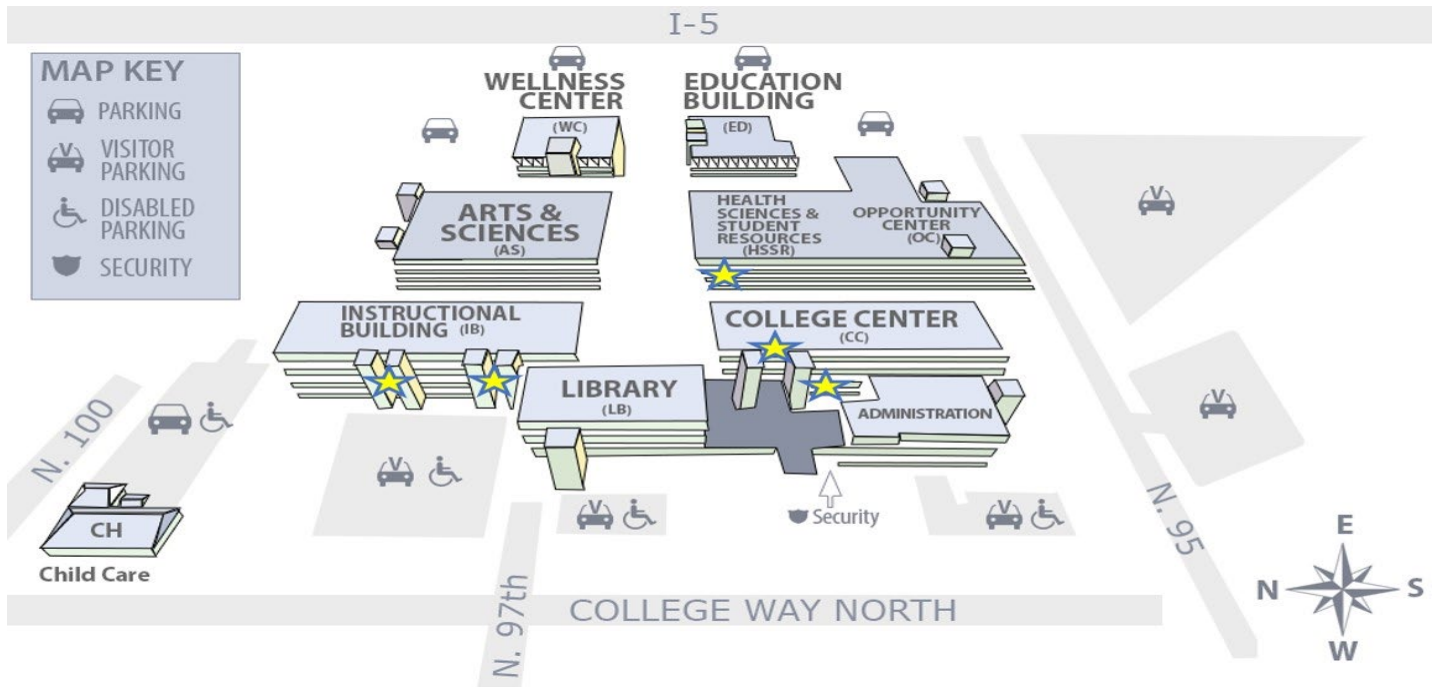 I-5
MAP KEY
PARKING
V
VISITOR
PARKING
DISABLED
PARKING
SECURITY
WELLNESS
CENTER
(WC)
EDUCATION
BUILDING
(ED)
ARTS &
SCIENCES
(AS)
HEALTH
SCIENCES &
STUDENT
RESOURCES
(HSSR)
OPPORTUNITY
CENTER
(OC)
V
INSTRUCTIONAL
BUILDING (IB)
COLLEGE CENTER
(CC)
LIBRARY
(LB)
ADMINISTRATION
V
N. 100
V
V
Security
V
N. 95
CH
Child Care
N. 97th
COLLEGE WAY NORTH
E
N
S
W